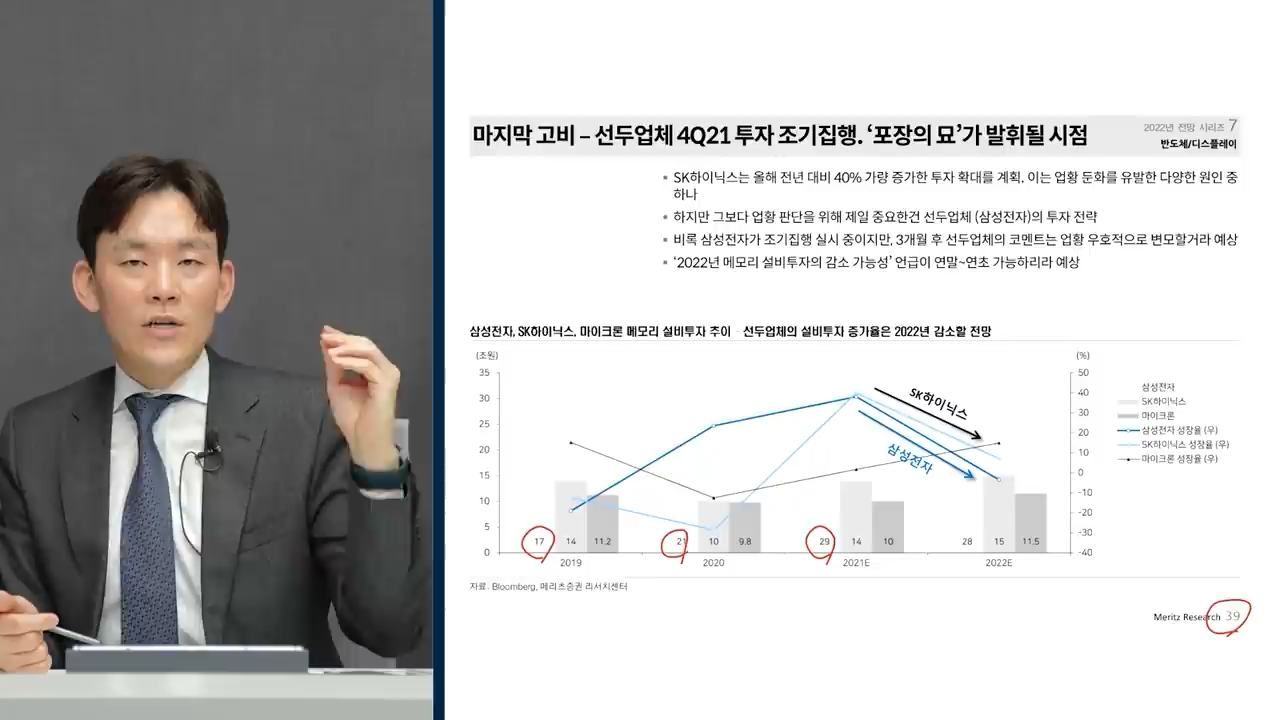 마지막 고비 – 선두업체 4Q21 투자 조기집행. ‘포장의 묘’가 발휘될 시점
2022년 전망 시리즈 7
반도체/디스플레이
▪ SK하이닉스는 올해 전년 대비 40% 가량 증가한 투자 확대를 계획. 이는 업황 둔화를 유발한 다양한 원인 중
하나
▪ 하지만 그보다 업황 판단을 위해 제일 중요한건 선두업체 (삼성전자)의 투자 전략
▪ 비록 삼성전자가 조기집행 실시 중이지만, 3개월 후 선두업체의 코멘트는 업황 우호적으로 변모할거라 예상
▪ ‘2022년 메모리 설비투자의 감소 가능성’ 언급이 연말~연초 가능하리라 예상
삼성전자, SK하이닉스, 마이크론 메모리 설비투자 추이 – 선두업체의 설비투자 증가율은 2022년 감소할 전망
(조원)
(%)
35
30
25
20
15
10
5
0
50
40
30
20
10
0
-10
-20
-30
-40
SK하이닉스
삼성전자
17 14 11.2
21 10 9.8
29 14 10
28 15 11.5
2019 2020 2021E 2022E
삼성전자
SK하이닉스
마이크론
삼성전자 성장율 (우)
SK하이닉스 성장율 (우)
마이크론 성장율 (우)
자료: Bloomberg, 메리츠증권 리서치센터
Meritz Research 39